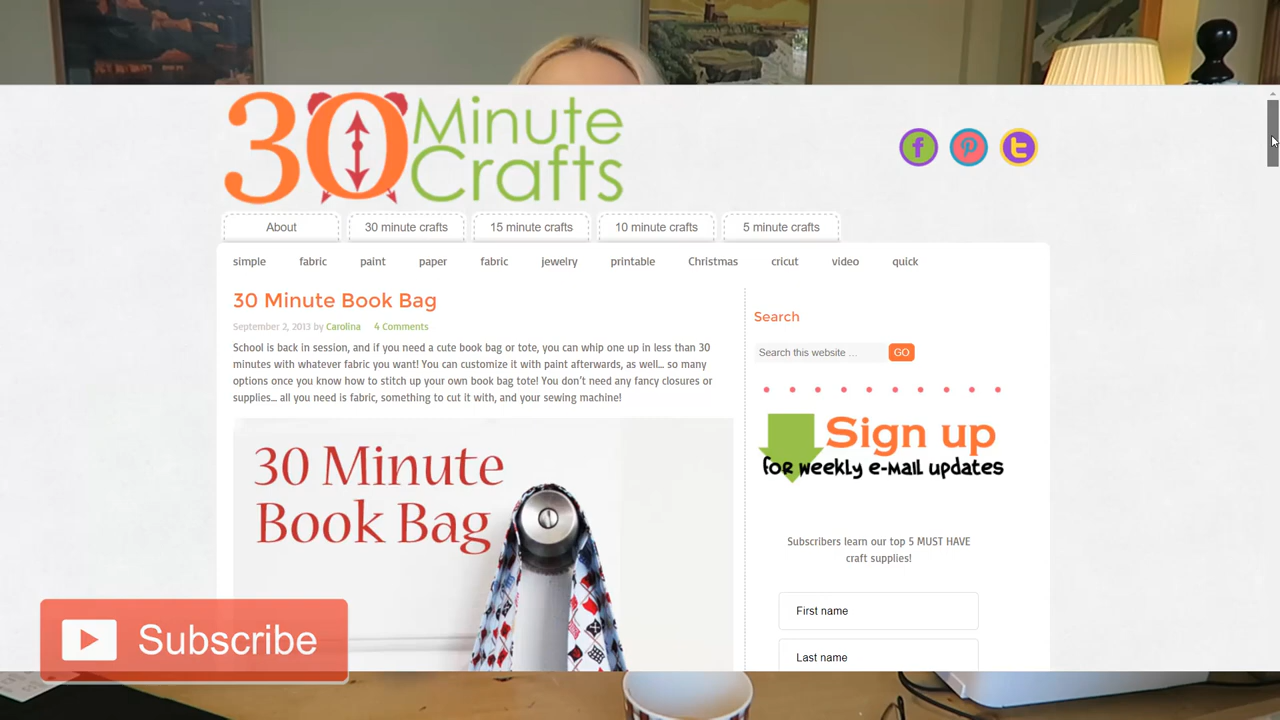 30 Minute
Crafts
About 30 minute crafts 15 minute crafts 10 minute crafts 5 minute crafts
simple fabric paint paper fabric jewelry printable Christmas cricut video quick
30 Minute Book Bag
September 2, 2013 by Carolina 4 Comments
School is back in session, and if you need a cute book bag or tote, you can whip one up in less than 30
minutes with whatever fabric you want! You can customize it with paint afterwards, as well... so many
options once you know how to stitch up your own book bag tote! You don't need any fancy closures or
supplies... all you need is fabric, something to cut it with, and your sewing machine!
30 Minute
Book Bag
Search
Search this website ... GO
Sign up
for weekly e-mail updates
Subscribers learn our top 5 MUST HAVE
craft supplies!
First name
Last name
Subscribe